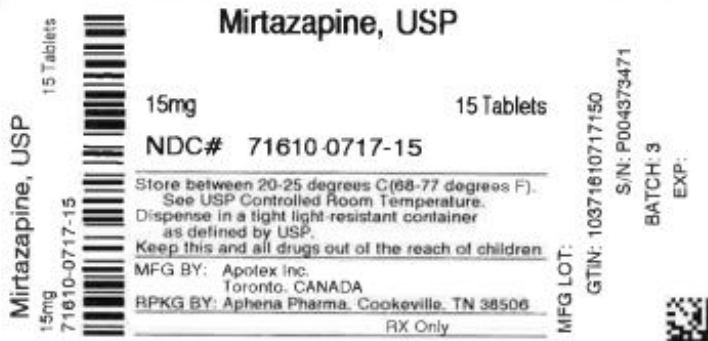 Mirtazapine, USP
15mg 15 Tablets
NDC# 71610-0717-15
Store between 20-25 degrees C(68-77 degrees F).
See USP Controlled Room Temperature.
Dispense in a tight light-resistant container
as defined by USP.
Keep this and all drugs out of the reach of children
MFG BY: Apotex Inc.
Toronto, CANADA
RPKG BY: Aphena Pharma, Cookeville, TN 38506
RX Only
Mirtazapine, USP
15mg 15 Tablets
71610-0717-15
MFG LOT:
GTIN: 10371610717150
S/N: P004373471
BATCH: 3
EXP: